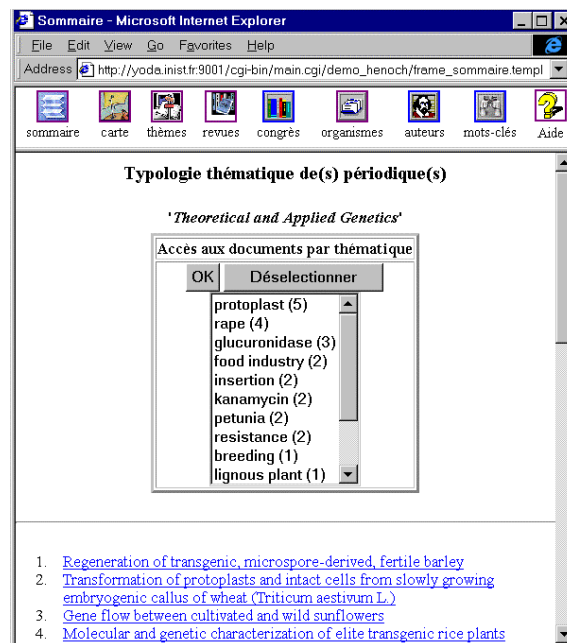 Sommaire - Microsoft Internet Explorer
File Edit View Go Favorites Help
Address http://yoda.inist.fr:9001/cgi-bin/main.cgi/demo_henoch/frame_sommaire.templ
sommaire carte thèmes revues congrès organismes auteurs mots-clés Aide
Typologie thématique de(s) périodique(s)
'Theoretical and Applied Genetics'
Accès aux documents par thématique
OK Déselectionner
protoplast (5)
rape (4)
glucuronidase (3)
food industry (2)
insertion (2)
kanamycin (2)
petunia (2)
resistance (2)
breeding (1)
lignous plant (1)
1. Regeneration of transgenic, microspore-derived, fertile barley
2. Transformation of protoplasts and intact cells from slowly growing
embryogenic callus of wheat (Triticum aestivum L.)
3. Gene flow between cultivated and wild sunflowers
4. Molecular and genetic characterization of elite transgenic rice plants